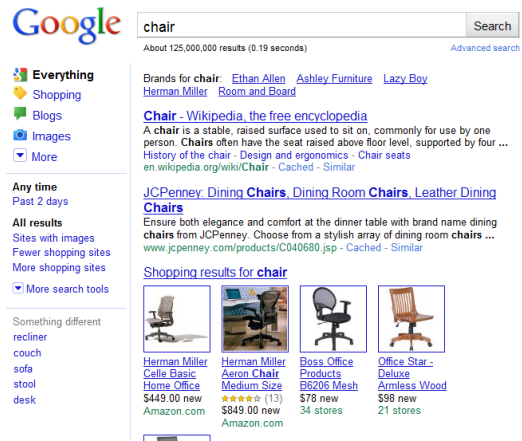 Google
chair
Search
About 125,000,000 results (0.19 seconds)
Advanced search
Everything
Shopping
Blogs
Images
More
Any time
Past 2 days
All results
Sites with images
Fewer shopping sites
More shopping sites
More search tools
Something different
recliner
couch
sofa
stool
desk
Brands for chair: Ethan Allen Ashley Furniture Lazy Boy
Herman Miller Room and Board
Chair - Wikipedia, the free encyclopedia
A chair is a stable, raised surface used to sit on, commonly for use by one
person. Chairs often have the seat raised above floor level, supported by four ...
History of the chair - Design and ergonomics - Chair seats
en.wikipedia.org/wiki/Chair - Cached - Similar
JCPenney: Dining Chairs, Dining Room Chairs, Leather Dining
Chairs
Ensure both elegance and comfort at the dinner table with brand name dining
chairs from JCPenney. Choose from a stylish array of dining room chairs ...
www.jcpenney.com/products/C040680.jsp - Cached - Similar
Shopping results for chair
Herman Miller
Celle Basic
Home Office
$449.00 new
Amazon.com
Herman Miller
Aeron Chair
Medium Size
(13)
$849.00 new
Amazon.com
Boss Office
Products
B6206 Mesh
$78 new
34 stores
Office Star -
Deluxe
Armless Wood
$98 new
21 stores